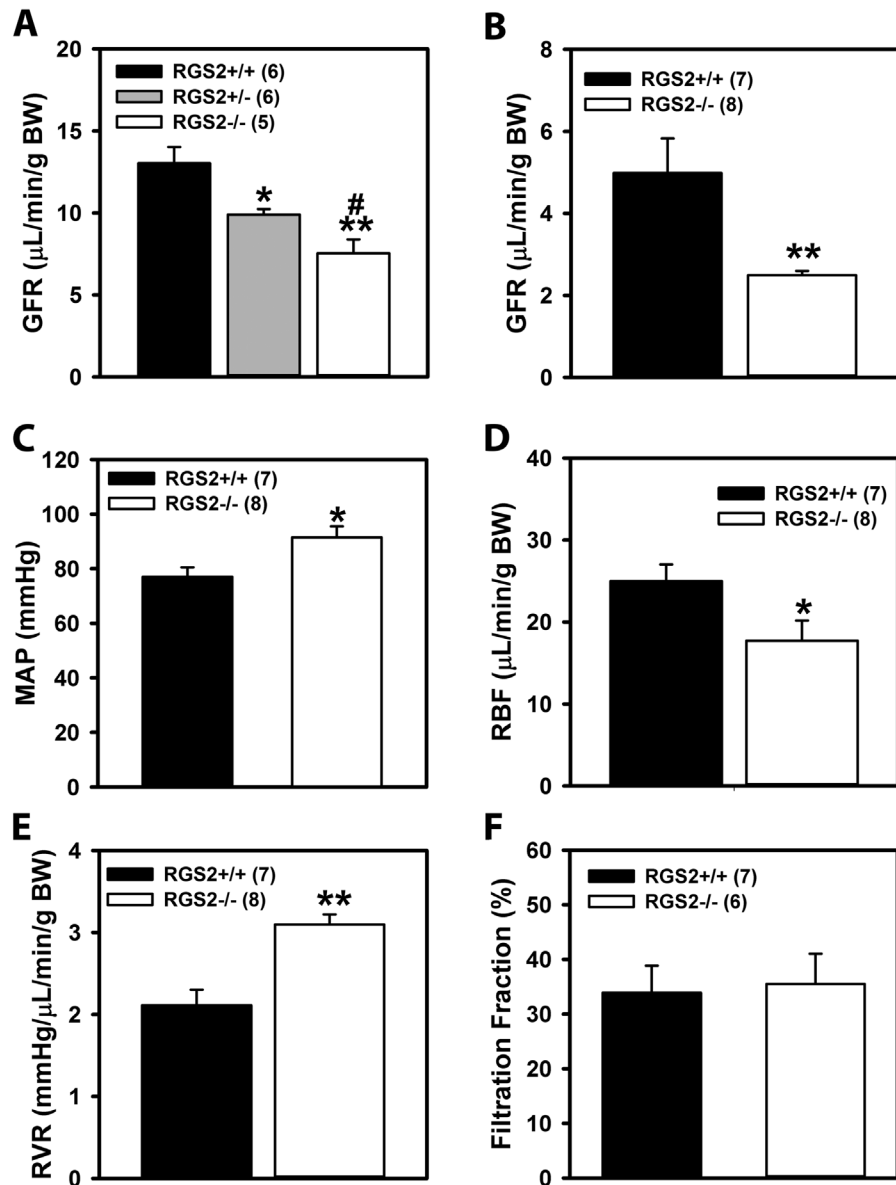 A
GFR (μL/min/g BW)
20
15
10
5
0
RGS2+/+ (6)
RGS2+/- (6)
RGS2-/- (5)
*
#
**
B
GFR (μL/min/g BW)
8
6
4
2
0
RGS2+/+ (7)
RGS2-/- (8)
**
C
MAP (mmHg)
120
100
80
60
40
20
0
RGS2+/+ (7)
RGS2-/- (8)
*
D
RBF (μL/min/g BW)
40
30
20
10
0
RGS2+/+ (7)
RGS2-/- (8)
*
E
RVR (mmHg/μL/min/g BW)
4
3
2
1
0
RGS2+/+ (7)
RGS2-/- (8)
**
F
Filtration Fraction (%)
60
50
40
30
20
10
0
RGS2+/+ (7)
RGS2-/- (6)